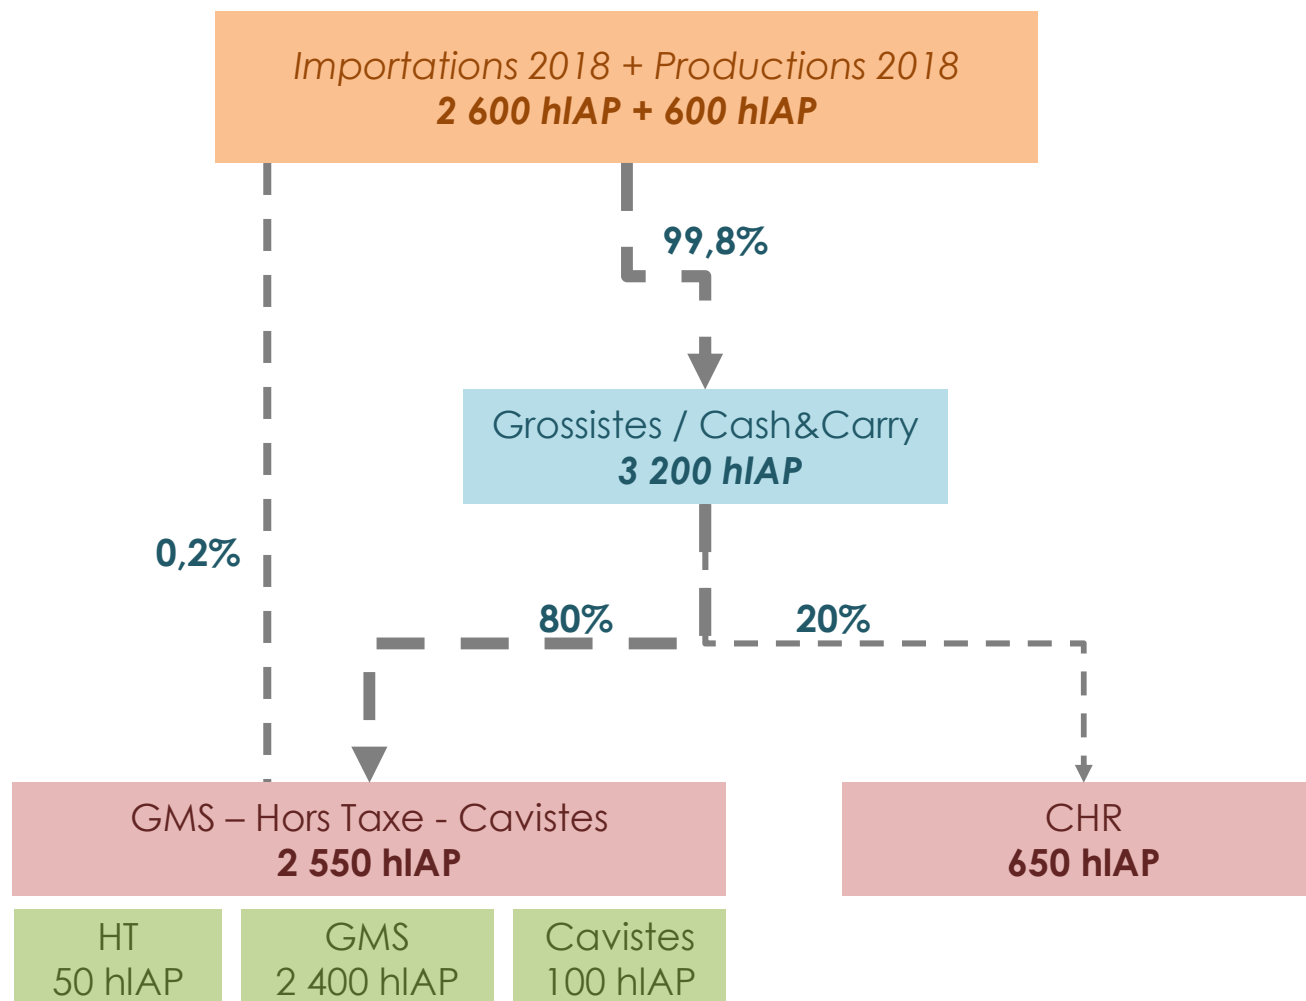 Importations 2018 + Productions 2018
2 600 hlAP + 600 hlAP
99,8%
Grossistes / Cash&Carry
3 200 hlAP
0,2%
80%
20%
GMS – Hors Taxe - Cavistes
2 550 hlAP
CHR
650 hlAP
HT
50 hlAP
GMS
2 400 hlAP
Cavistes
100 hlAP